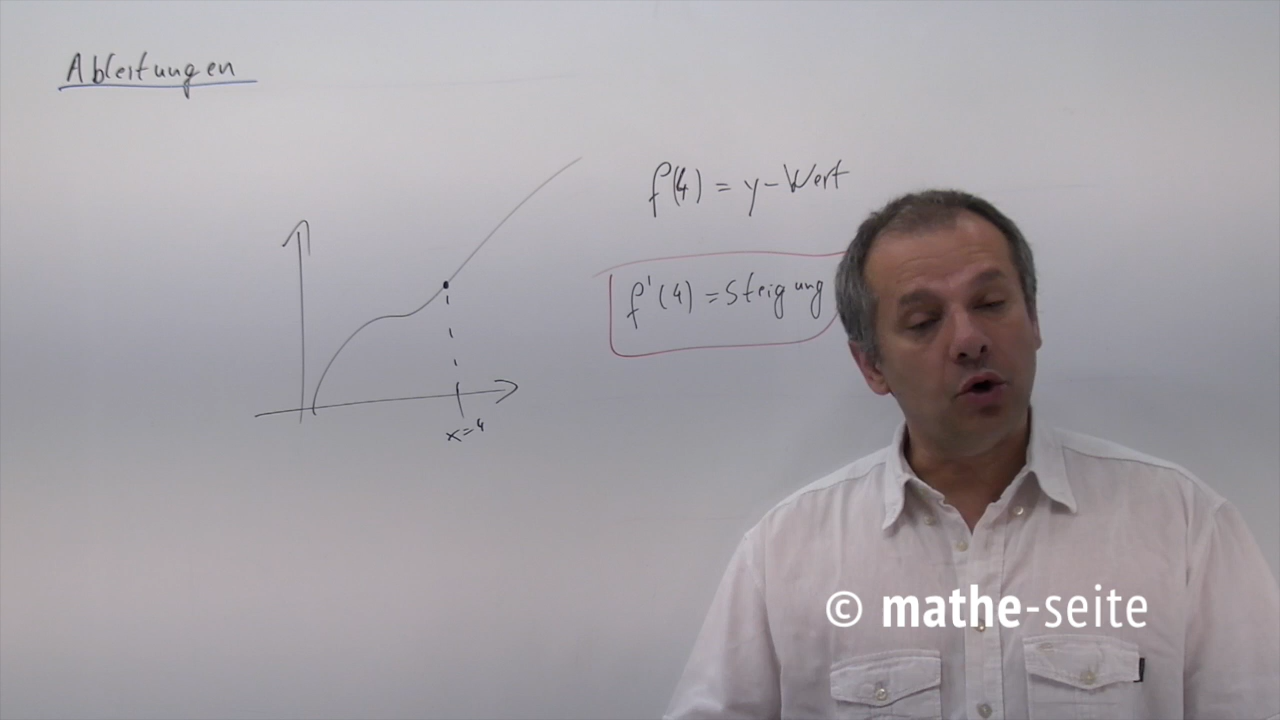 Ableitungen
f(4) = y-Wert
f'(4) = Steigung
x=4
© mathe-seite